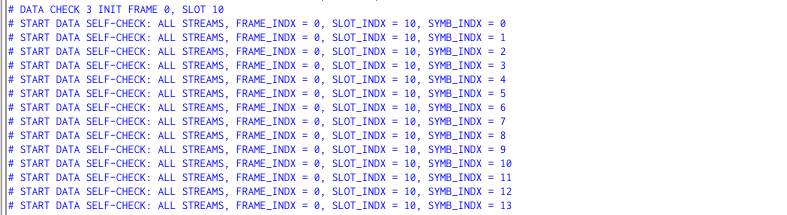 # DATA CHECK 3 INIT FRAME 0, SLOT 10
# START DATA SELF-CHECK: ALL STREAMS, FRAME_INDX = 0, SLOT_INDX = 10, SYMB_INDX = 0
# START DATA SELF-CHECK: ALL STREAMS, FRAME_INDX = 0, SLOT_INDX = 10, SYMB_INDX = 1
# START DATA SELF-CHECK: ALL STREAMS, FRAME_INDX = 0, SLOT_INDX = 10, SYMB_INDX = 2
# START DATA SELF-CHECK: ALL STREAMS, FRAME_INDX = 0, SLOT_INDX = 10, SYMB_INDX = 3
# START DATA SELF-CHECK: ALL STREAMS, FRAME_INDX = 0, SLOT_INDX = 10, SYMB_INDX = 4
# START DATA SELF-CHECK: ALL STREAMS, FRAME_INDX = 0, SLOT_INDX = 10, SYMB_INDX = 5
# START DATA SELF-CHECK: ALL STREAMS, FRAME_INDX = 0, SLOT_INDX = 10, SYMB_INDX = 6
# START DATA SELF-CHECK: ALL STREAMS, FRAME_INDX = 0, SLOT_INDX = 10, SYMB_INDX = 7
# START DATA SELF-CHECK: ALL STREAMS, FRAME_INDX = 0, SLOT_INDX = 10, SYMB_INDX = 8
# START DATA SELF-CHECK: ALL STREAMS, FRAME_INDX = 0, SLOT_INDX = 10, SYMB_INDX = 9
# START DATA SELF-CHECK: ALL STREAMS, FRAME_INDX = 0, SLOT_INDX = 10, SYMB_INDX = 10
# START DATA SELF-CHECK: ALL STREAMS, FRAME_INDX = 0, SLOT_INDX = 10, SYMB_INDX = 11
# START DATA SELF-CHECK: ALL STREAMS, FRAME_INDX = 0, SLOT_INDX = 10, SYMB_INDX = 12
# START DATA SELF-CHECK: ALL STREAMS, FRAME_INDX = 0, SLOT_INDX = 10, SYMB_INDX = 13